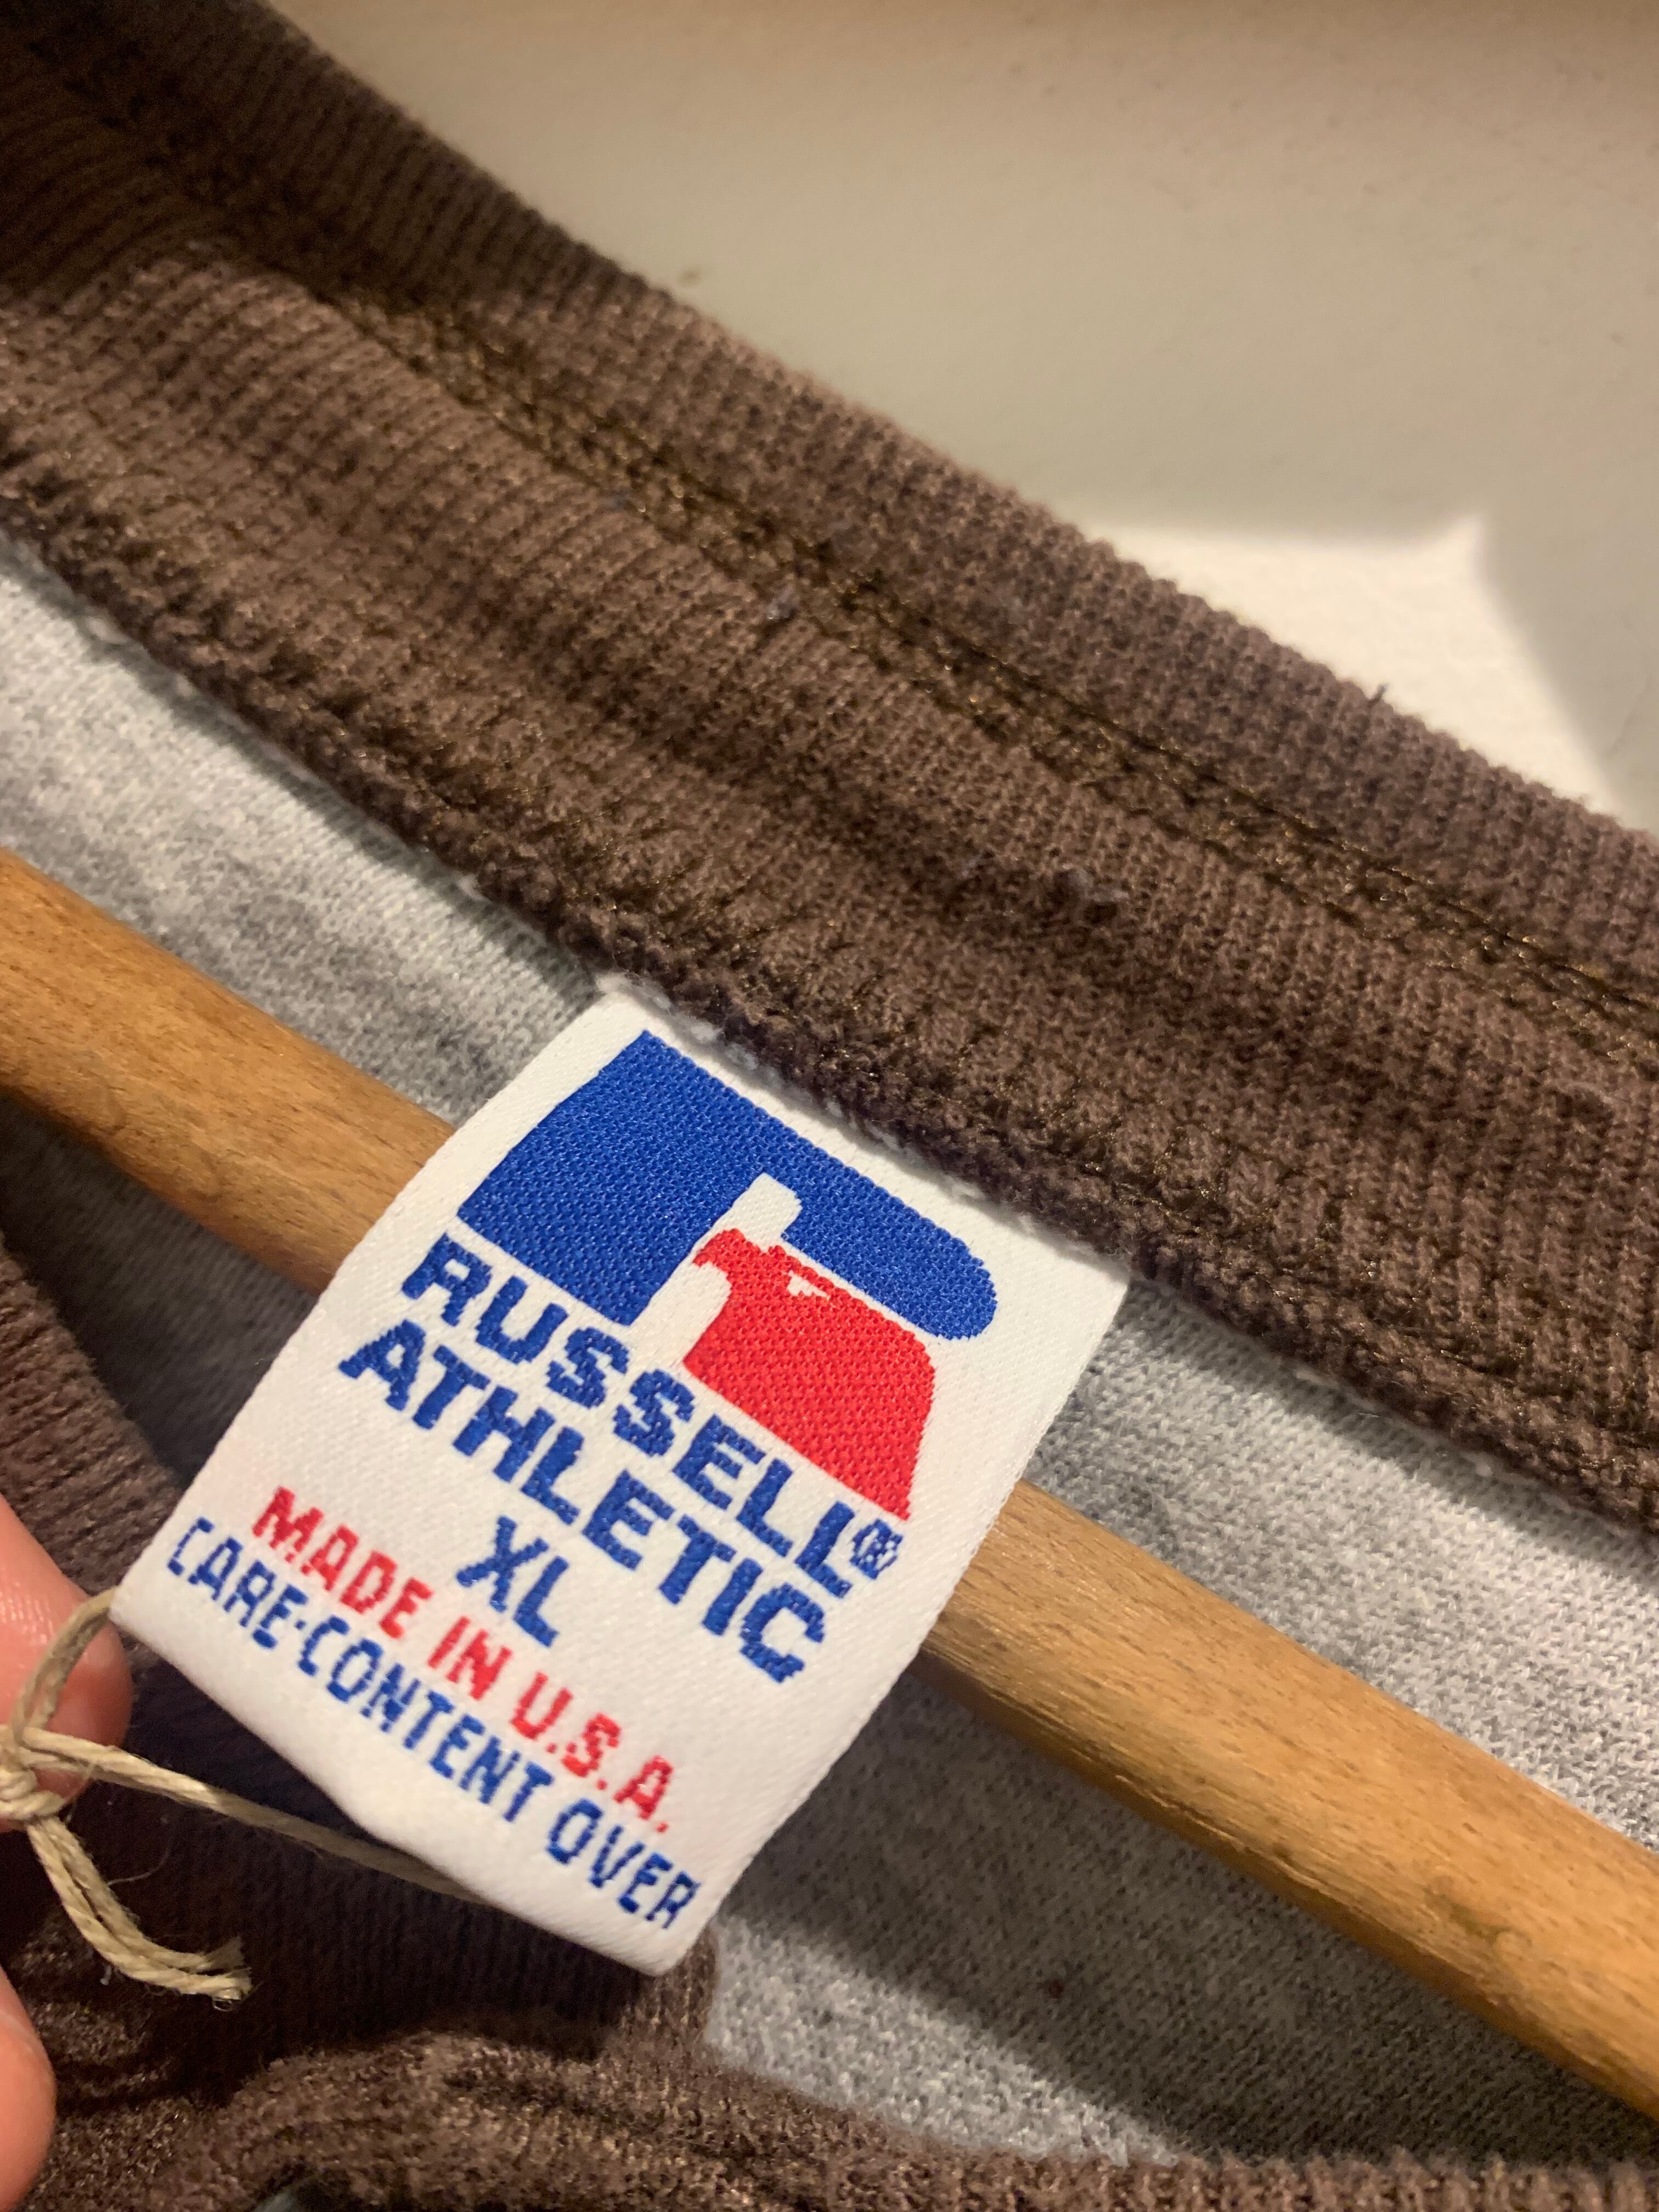 RUSSELL®
ATHLETIC
XL
MADE IN U.S.A.
CARE-CONTENT OVER